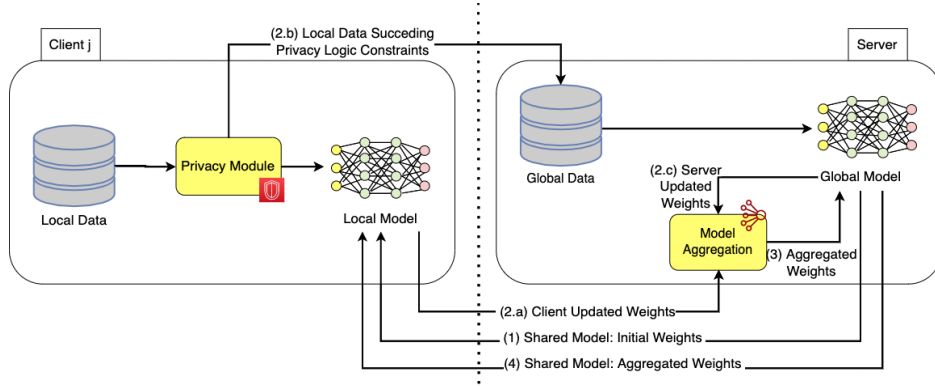 Client j
Server
(2.b) Local Data Succeding
Privacy Logic Constraints
Privacy Module
Local Data
Local Model
Global Data
Global Model
(2.c) Server
Updated
Weights
Model
Aggregation
(3) Aggregated
Weights
(2.a) Client Updated Weights
(1) Shared Model: Initial Weights
(4) Shared Model: Aggregated Weights